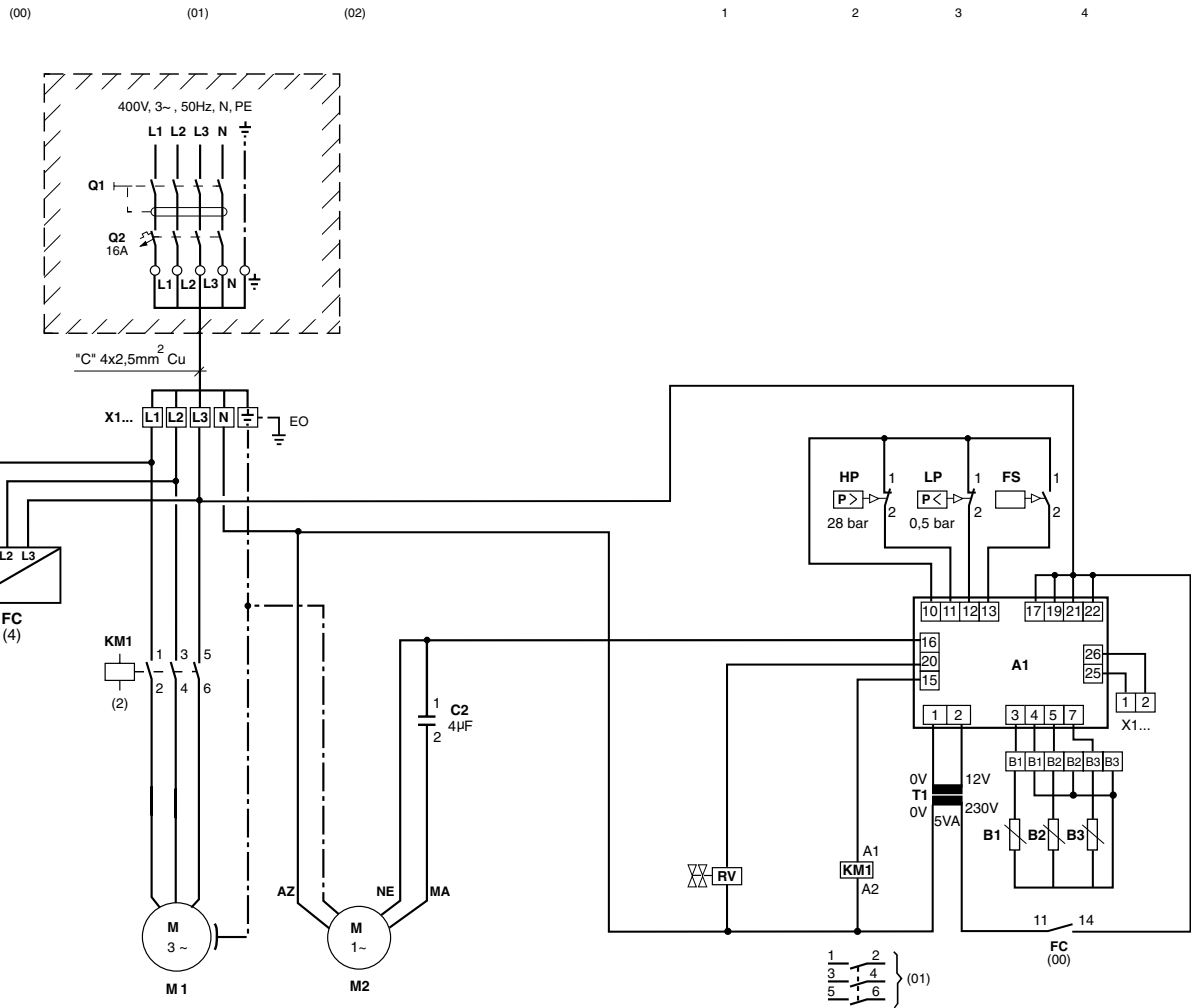 (00) (01) (02) 1 2 3 4
400V, 3~ , 50Hz, N, PE
L1 L2 L3 N
Q1
Q2
16A
L1 L2 L3 N
"C" 4x2,5mm2 Cu
X1... L1 L2 L3 N EO
HP LP FS
1 1 1
P > P <
2 2 2
28 bar 0,5 bar
L2 L3
FC
(4)
10 11 12 13 17 19 21 22
KM1
1 3 5
2 4 6
(2)
16
20
15
A1
26
25
1 2
X1...
1
C2
4µF
2
1 2 3 4 5 7
B1 B1 B2 B2 B3 B3
0V 12V
T1
0V 230V
5VA
B1 B2 B3
A1
KM1
A2
RV
AZ NE MA
M
3 ~
M
1~
M 1 M2
11 14
FC
(00)
1 2
3 4
5 6
(01)